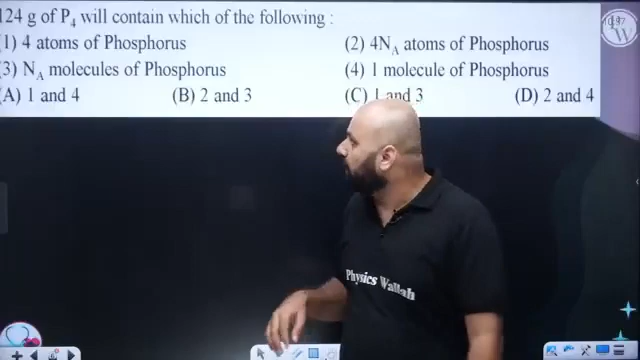 124 g of P₄ will contain which of the following :
1) 4 atoms of Phosphorus (2) 4N_A atoms of Phosphorus
3) N_A molecules of Phosphorus (4) 1 molecule of Phosphorus
A) 1 and 4 (B) 2 and 3 (C) 1 and 3 (D) 2 and 4
Physics Wallah